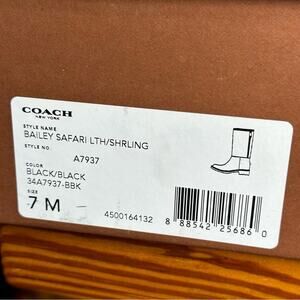 COACH
NEW YORK
STYLE NAME
BAILEY SAFARI LTH/SHRLING
STYLE NO.
A7937
COLOR
BLACK/BLACK
34A7937-BBK
SIZE
7 M
4500164132
8 88542 25686 0